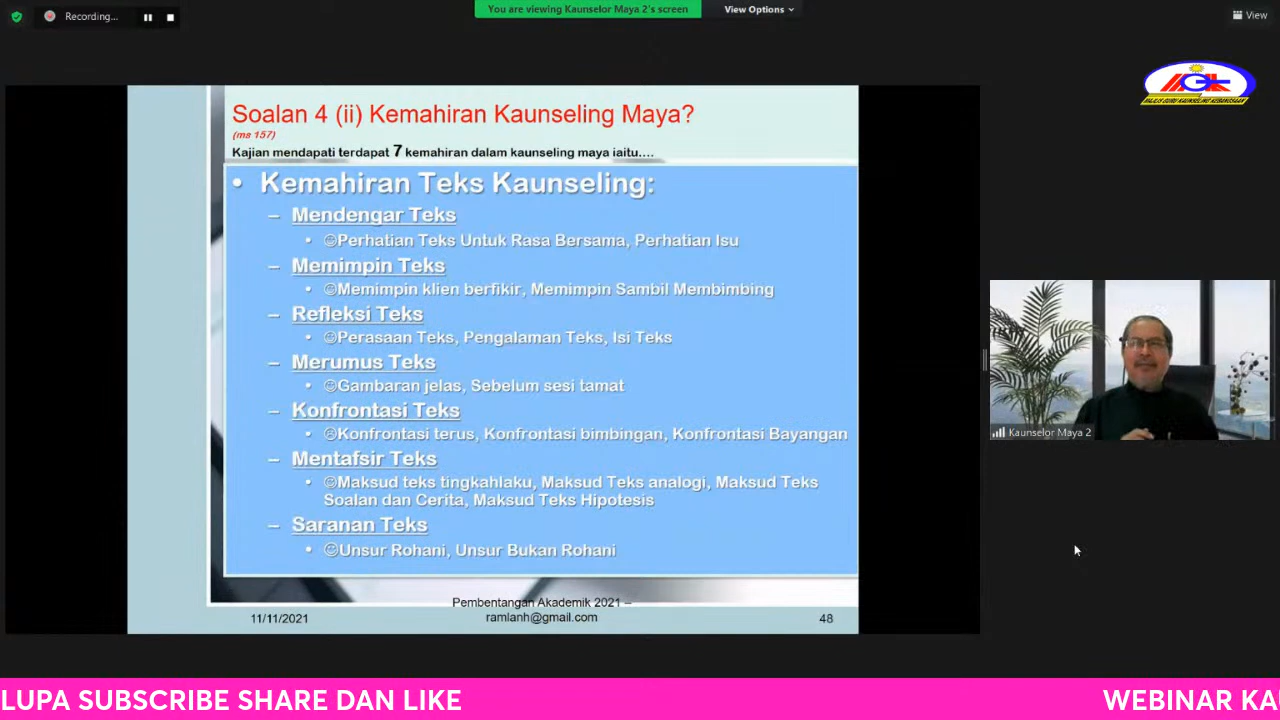 Recording...
You are viewing Kaunselor Maya 2's screen
View Options
View
MAJLIS GURU KAUNSELING KEBANGSAAN
Soalan 4 (ii) Kemahiran Kaunseling Maya?
(ms 157)
Kajian mendapati terdapat 7 kemahiran dalam kaunseling maya iaitu....
• Kemahiran Teks Kaunseling:
– Mendengar Teks
• ☺Perhatian Teks Untuk Rasa Bersama, Perhatian Isu
– Memimpin Teks
• ☺Memimpin klien berfikir, Memimpin Sambil Membimbing
– Refleksi Teks
• ☺Perasaan Teks, Pengalaman Teks, Isi Teks
– Merumus Teks
• ☺Gambaran jelas, Sebelum sesi tamat
– Konfrontasi Teks
• ☹Konfrontasi terus, Konfrontasi bimbingan, Konfrontasi Bayangan
– Mentafsir Teks
• ☺Maksud teks tingkahlaku, Maksud Teks analogi, Maksud Teks
Soalan dan Cerita, Maksud Teks Hipotesis
– Saranan Teks
• ☺Unsur Rohani, Unsur Bukan Rohani
11/11/2021
Pembentangan Akademik 2021 –
ramlanh@gmail.com
48
Kaunselor Maya 2
LUPA SUBSCRIBE SHARE DAN LIKE
WEBINAR KA